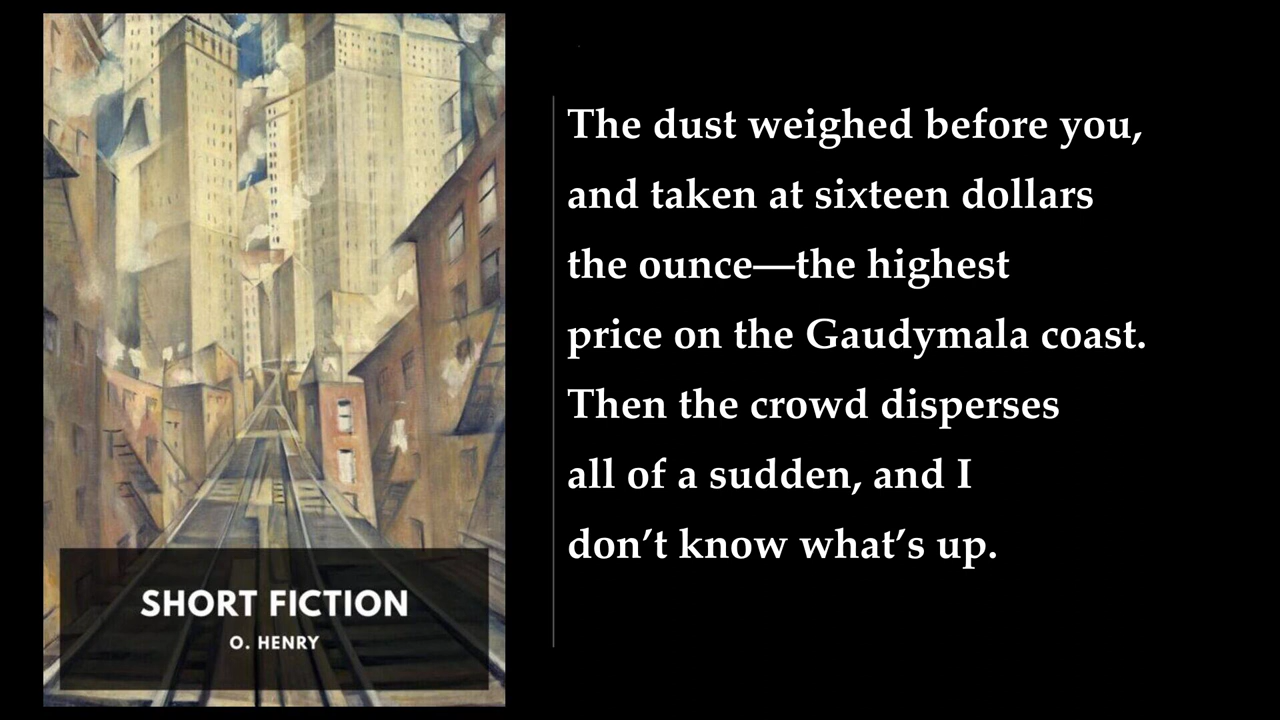 SHORT FICTION
O. HENRY
The dust weighed before you,
and taken at sixteen dollars
the ounce—the highest
price on the Gaudymala coast.
Then the crowd disperses
all of a sudden, and I
don’t know what’s up.